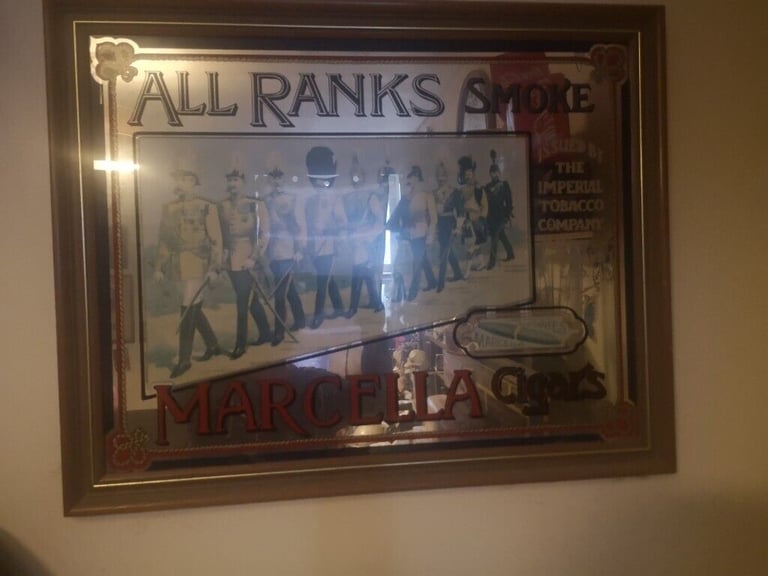 ALL RANKS SMOKE
ISSUED BY
THE
IMPERIAL
TOBACCO
COMPANY
MARCELLA Cigars